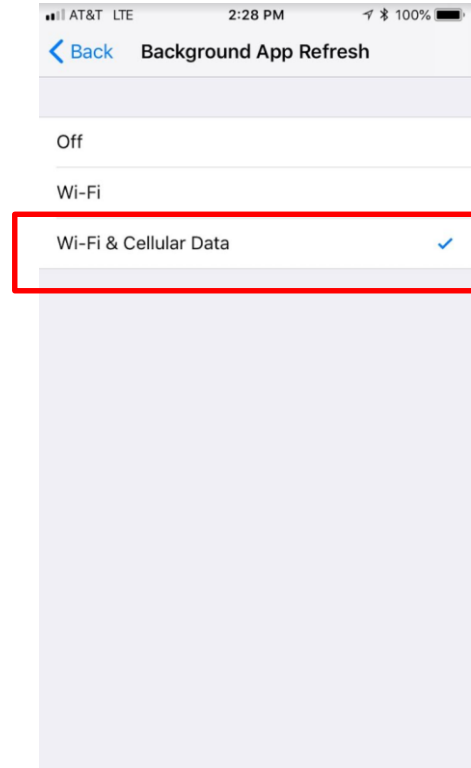 AT&T LTE 2:28 PM 100%
Back Background App Refresh
Off
Wi-Fi
Wi-Fi & Cellular Data